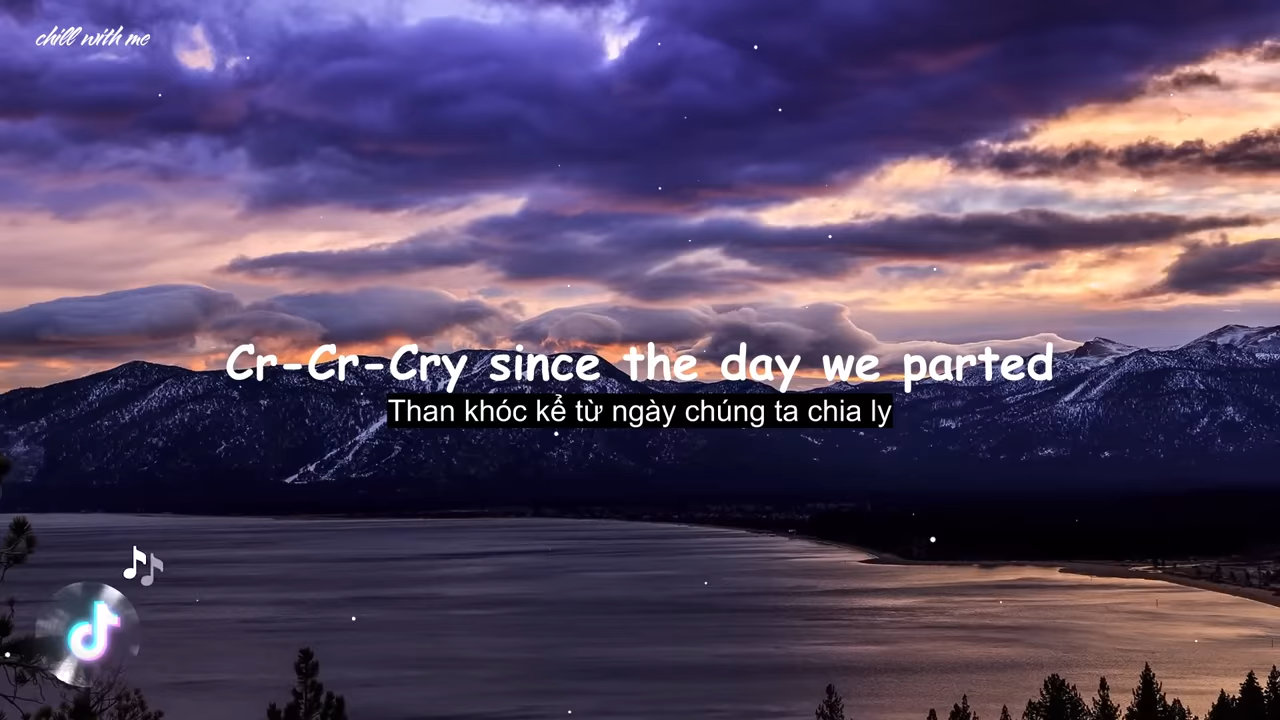 chill with me
Cr-Cr-Cry since the day we parted
Than khóc kể từ ngày chúng ta chia ly